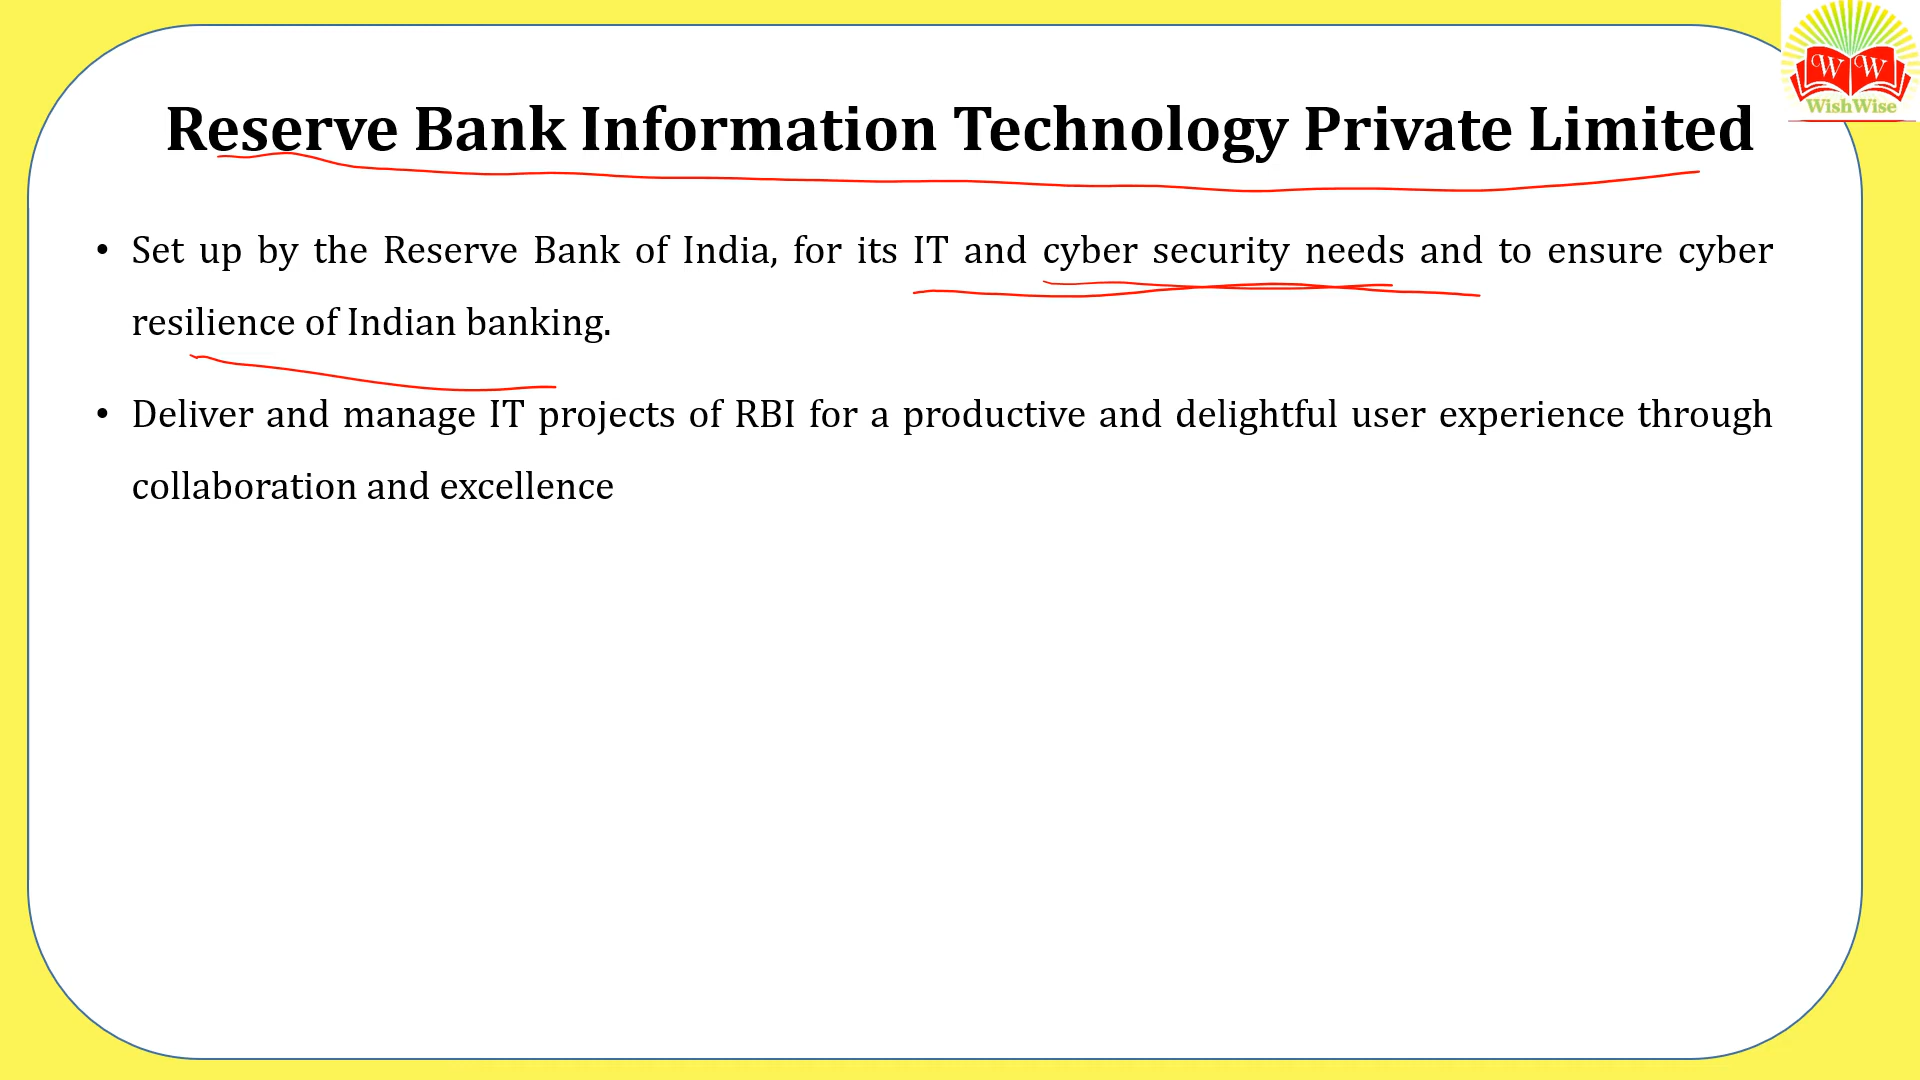 W W
WishWise
Reserve Bank Information Technology Private Limited
• Set up by the Reserve Bank of India, for its IT and cyber security needs and to ensure cyber
resilience of Indian banking.
• Deliver and manage IT projects of RBI for a productive and delightful user experience through
collaboration and excellence